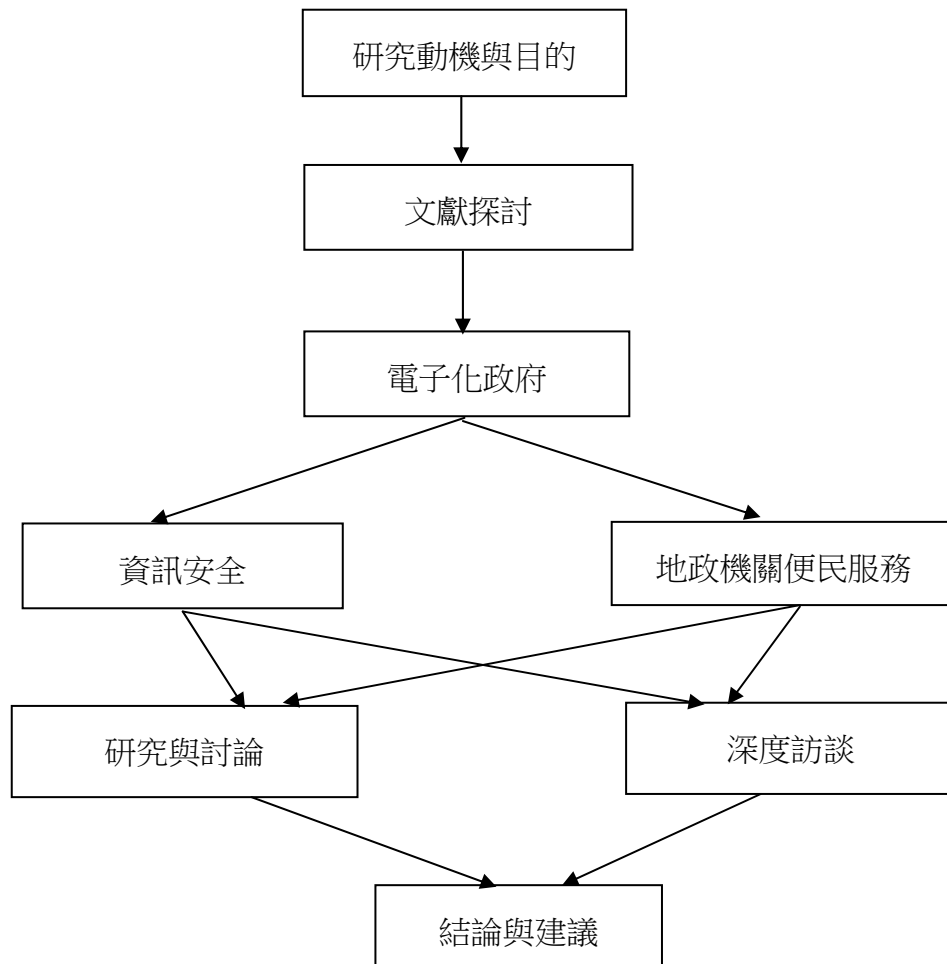 研究動機與目的
文獻探討
電子化政府
資訊安全
地政機關便民服務
研究與討論
深度訪談
結論與建議